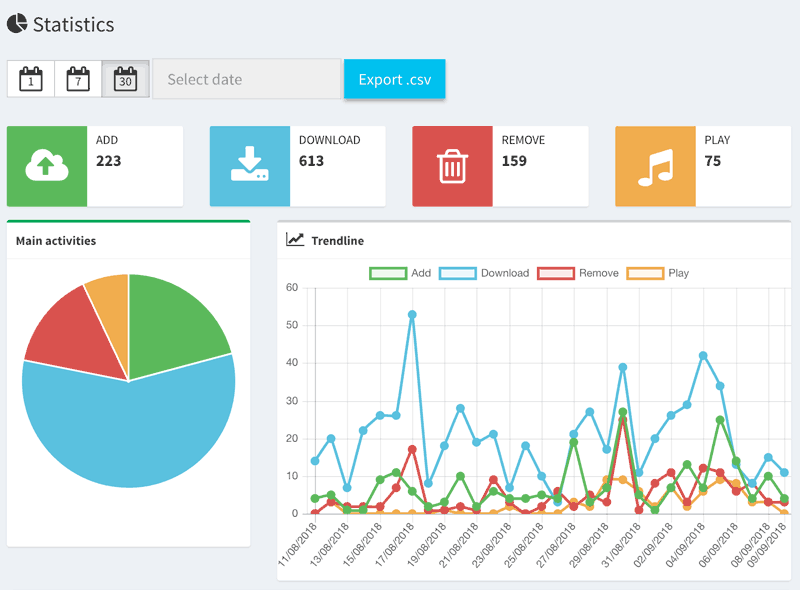 Statistics
1 7 30 Select date Export .csv
ADD
223
DOWNLOAD
613
REMOVE
159
PLAY
75
Main activities
Trendline
Add Download Remove Play
60
50
40
30
20
10
0
11/08/2018 13/08/2018 15/08/2018 17/08/2018 19/08/2018 21/08/2018 23/08/2018 25/08/2018 27/08/2018 29/08/2018 31/08/2018 02/09/2018 04/09/2018 06/09/2018 08/09/2018 09/09/2018